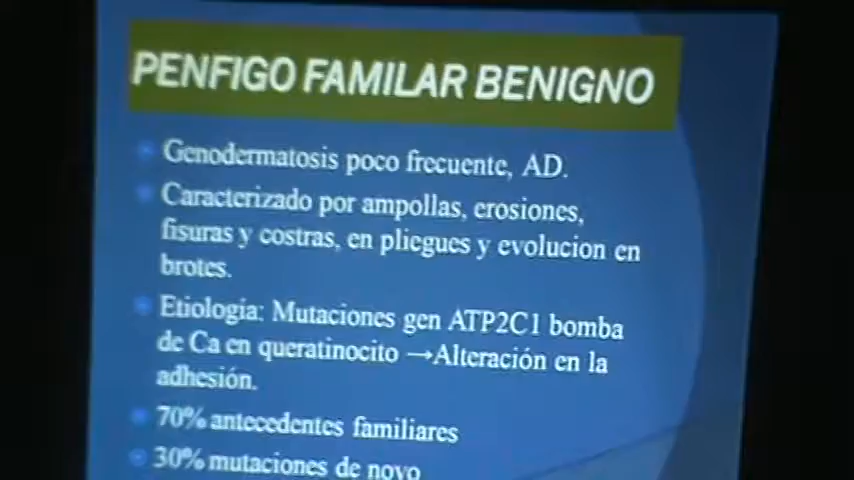 PENFIGO FAMILAR BENIGNO
Genodermatosis poco frecuente, AD.
Caracterizado por ampollas, erosiones,
fisuras y costras, en pliegues y evolucion en
brotes.
Etiología: Mutaciones gen ATP2C1 bomba
de Ca en queratinocito →Alteración en la
adhesión.
70% antecedentes familiares
30% mutaciones de novo